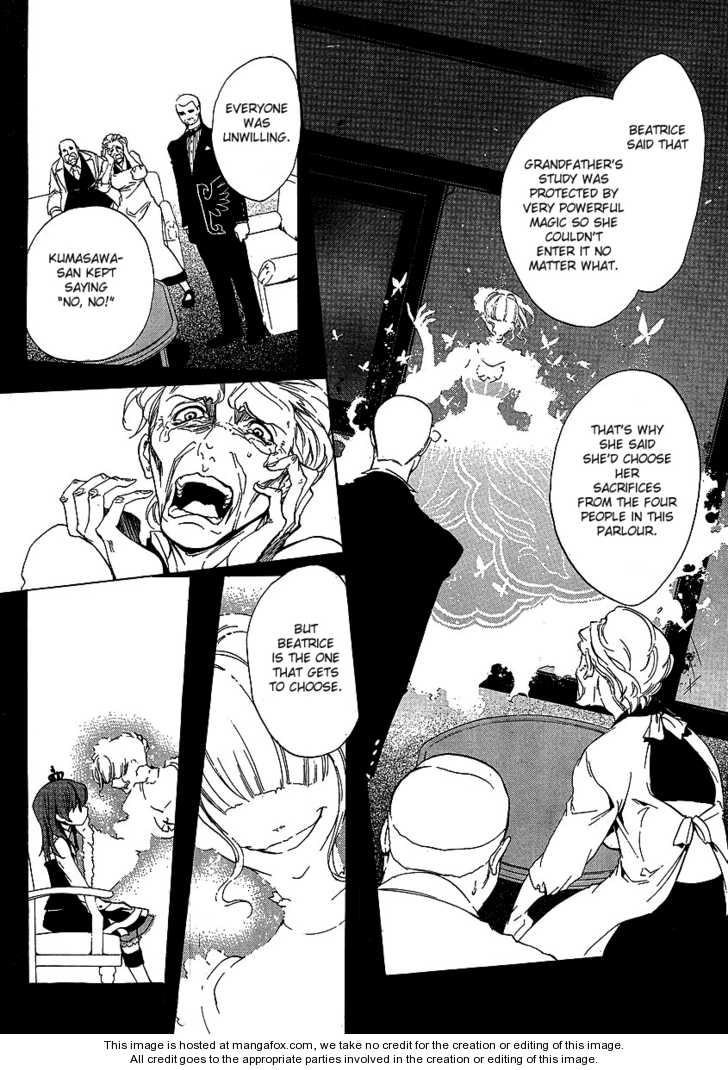 BEATRICE
SAID THAT
GRANDFATHER'S
STUDY WAS
PROTECTED BY
VERY POWERFUL
MAGIC SO SHE
COULDN'T
ENTER IT NO
MATTER WHAT.
THAT'S WHY
SHE SAID
SHE'D CHOOSE
HER
SACRIFICES
FROM THE FOUR
PEOPLE IN THIS
PARLOUR.
EVERYONE
WAS
UNWILLING.
KUMASAWA-
SAN KEPT
SAYING
"NO, NO!"
BUT
BEATRICE
IS THE ONE
THAT GETS
TO CHOOSE.
This image is hosted at mangafox.com, we take no credit for the creation or editing of this image.
All credit goes to the appropriate parties involved in the creation or editing of this image.